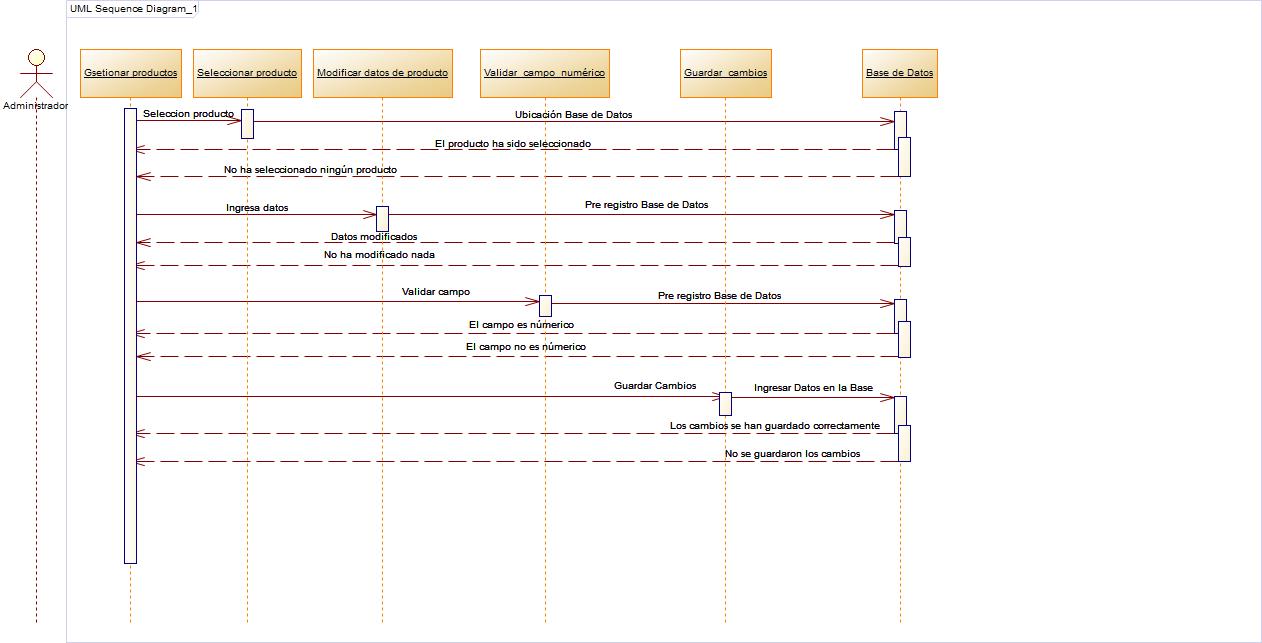 UML Sequence Diagram_1
Administrador
Gsetionar productos
Seleccionar producto
Modificar datos de producto
Validar_campo_numérico
Guardar_cambios
Base de Datos
Seleccion producto
Ubicación Base de Datos
El producto ha sido seleccionado
No ha seleccionado ningún producto
Ingresa datos
Pre registro Base de Datos
Datos modificados
No ha modificado nada
Validar campo
Pre registro Base de Datos
El campo es númerico
El campo no es númerico
Guardar Cambios
Ingresar Datos en la Base
Los cambios se han guardado correctamente
No se guardaron los cambios